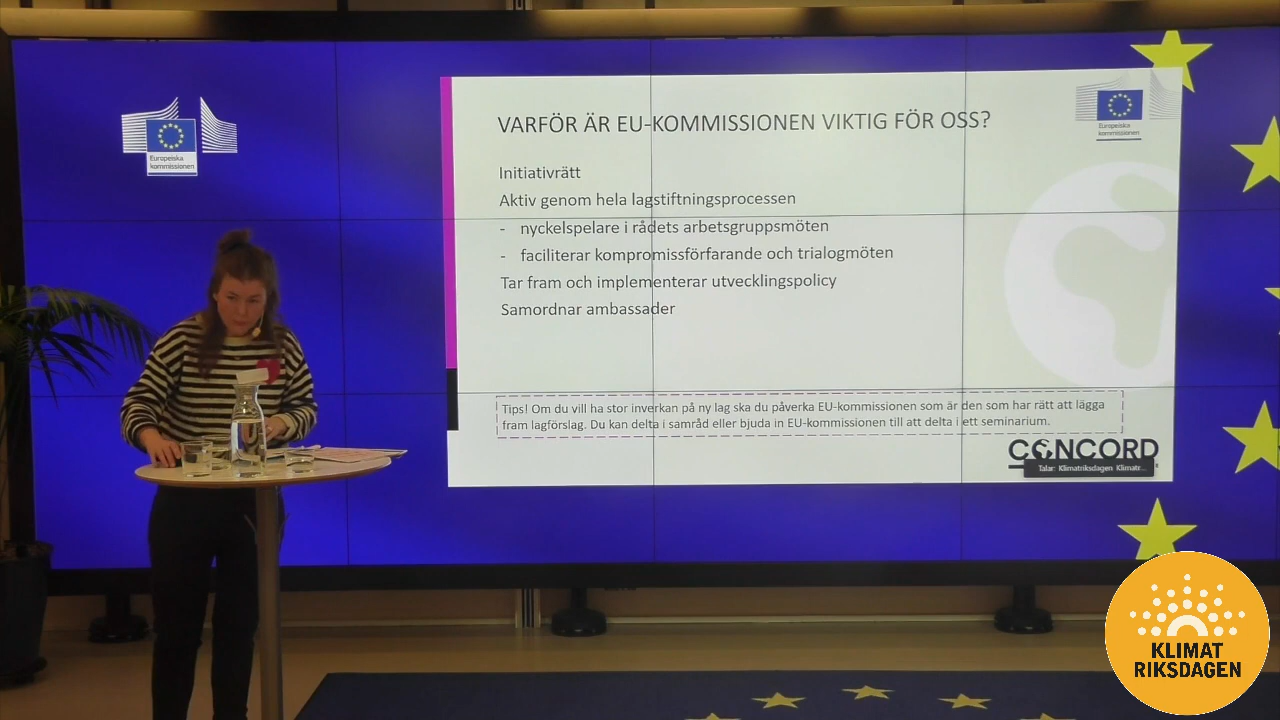 Europeiska
kommissionen
VARFÖR ÄR EU-KOMMISSIONEN VIKTIG FÖR OSS?
Europeiska
kommissionen
Initiativrätt
Aktiv genom hela lagstiftningsprocessen
- nyckelspelare i rådets arbetsgruppsmöten
- faciliterar kompromissförfarande och trialogmöten
Tar fram och implementerar utvecklingspolicy
Samordnar ambassader
Tips! Om du vill ha stor inverkan på ny lag ska du påverka EU-kommissionen som är den som har rätt att lägga
fram lagförslag. Du kan delta i samråd eller bjuda in EU-kommissionen till att delta i ett seminarium.
CONCORD
Talar: Klimatriksdagen Klimatr...
KLIMAT
RIKSDAGEN